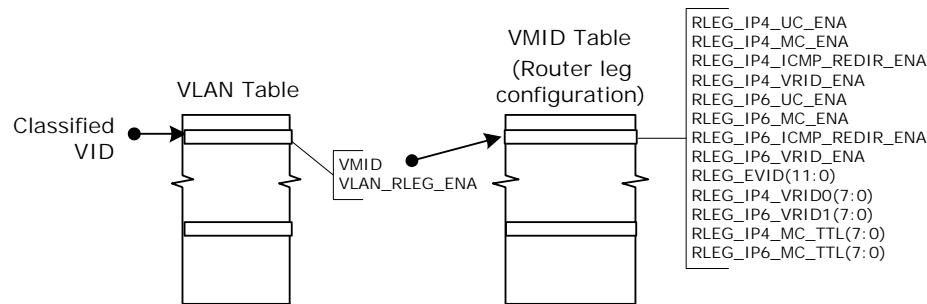 Classified
VID
VLAN Table
VMID
VLAN_RLEG_ENA
VMID Table
(Router leg
configuration)
RLEG_IP4_UC_ENA
RLEG_IP4_MC_ENA
RLEG_IP4_ICMP_REDIR_ENA
RLEG_IP4_VRID_ENA
RLEG_IP6_UC_ENA
RLEG_IP6_MC_ENA
RLEG_IP6_ICMP_REDIR_ENA
RLEG_IP6_VRID_ENA
RLEG_EVID(11:0)
RLEG_IP4_VRID0(7:0)
RLEG_IP6_VRID1(7:0)
RLEG_IP4_MC_TTL(7:0)
RLEG_IP6_MC_TTL(7:0)